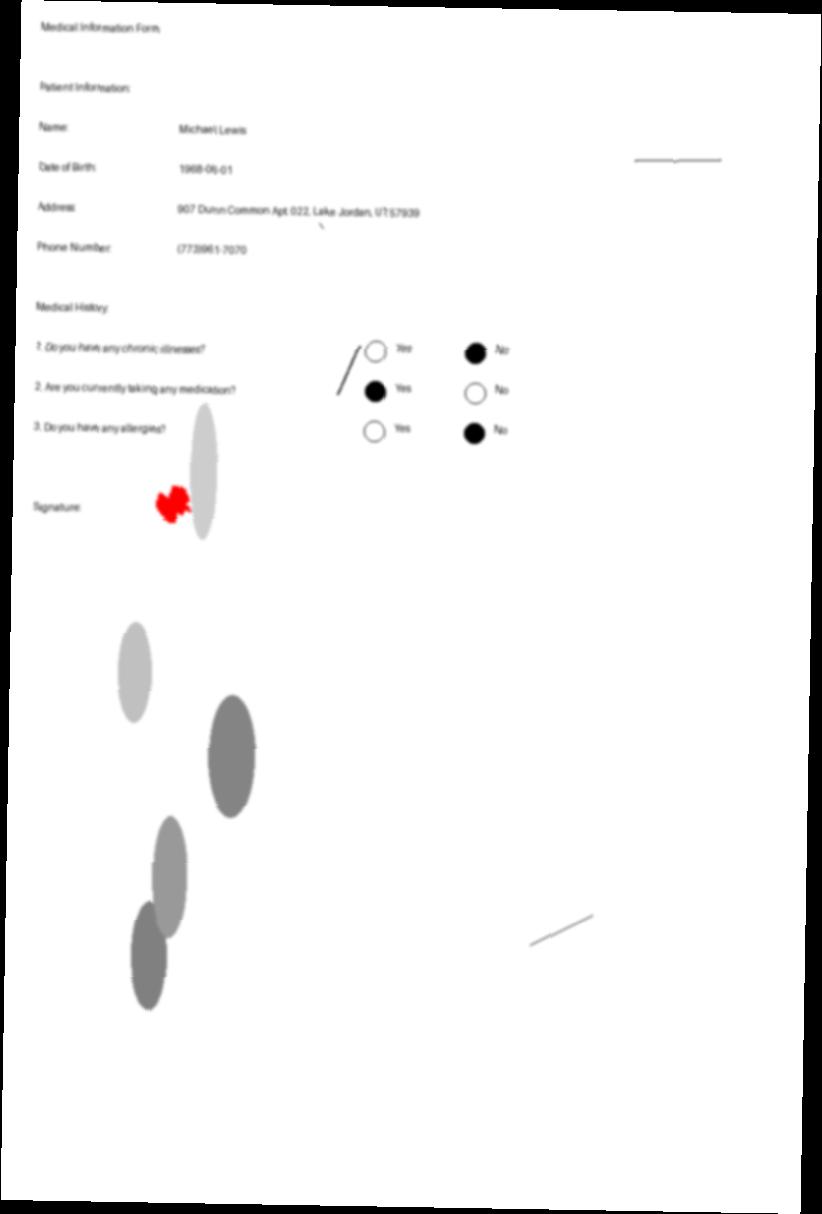 Medical Information Form
Patient Information:
Name: Michael Lewis
Date of Birth: 1968-06-01
Address: 907 Dunn Common Apt. 022, Lake Jordan, UT 57939
Phone Number: (773)961-7070
Medical History:
1. Do you have any chronic illnesses? Yes No
2. Are you currently taking any medication? Yes No
3. Do you have any allergies? Yes No
Signature: